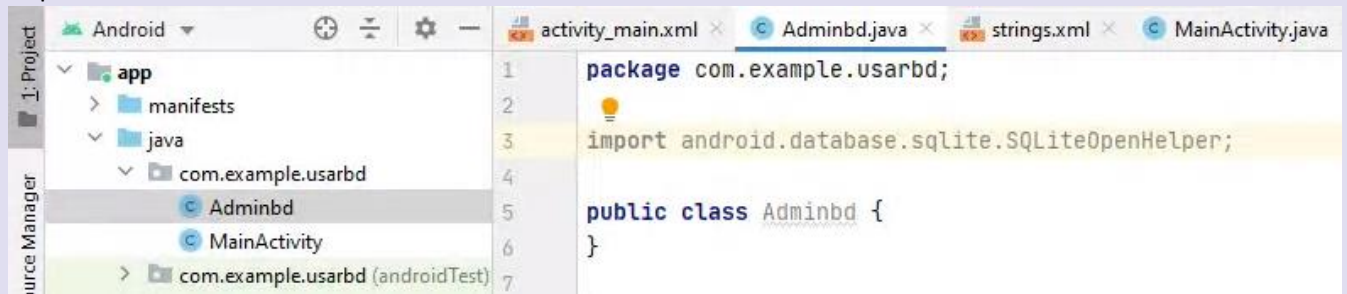 Android
activity_main.xml
Adminbd.java
strings.xml
MainActivity.java
1: Project
app
manifests
java
com.example.usarbd
Adminbd
MainActivity
com.example.usarbd (androidTest)
1 package com.example.usarbd;
2
3 import android.database.sqlite.SQLiteOpenHelper;
4
5 public class Adminbd {
6 }
7
Manager